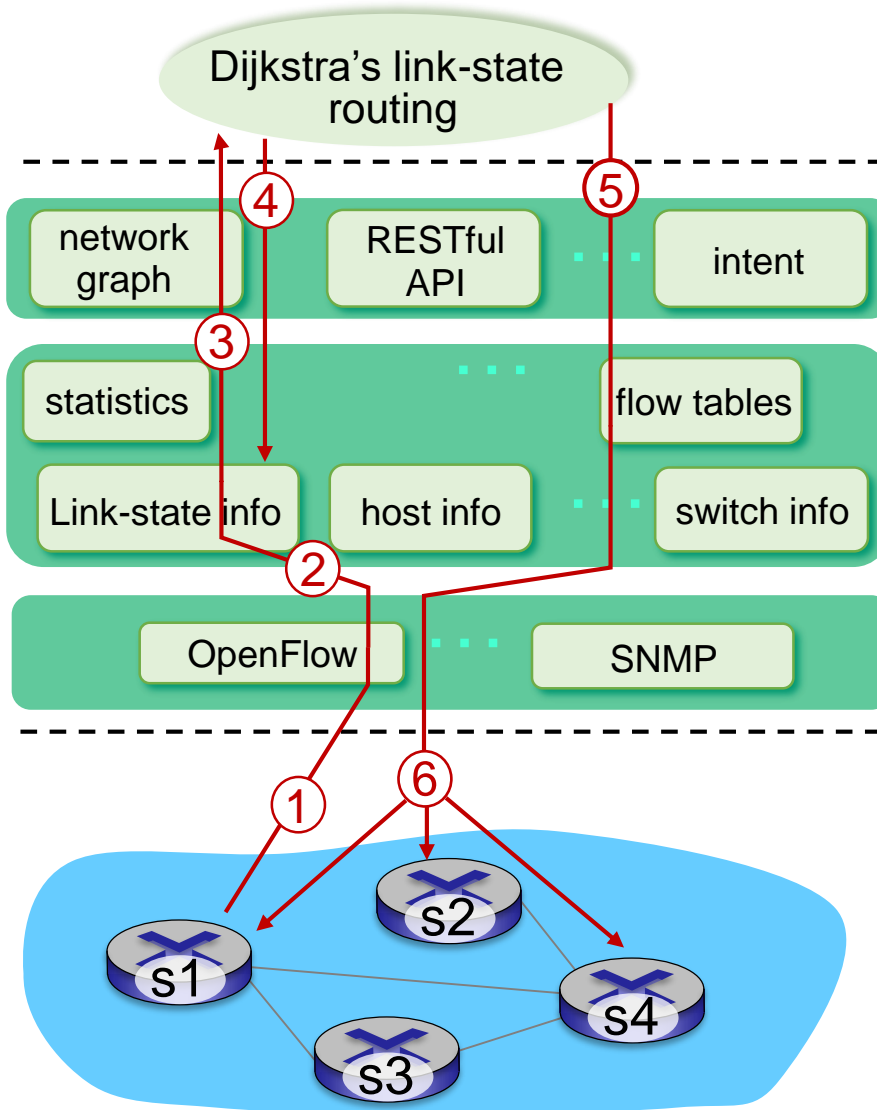 Dijkstra’s link-state
routing
4
5
network
graph
RESTful
API
. . .
intent
3
. . .
statistics
flow tables
Link-state info
host info
. . .
switch info
2
OpenFlow
. . .
SNMP
1
6
s2
s1
s4
s3